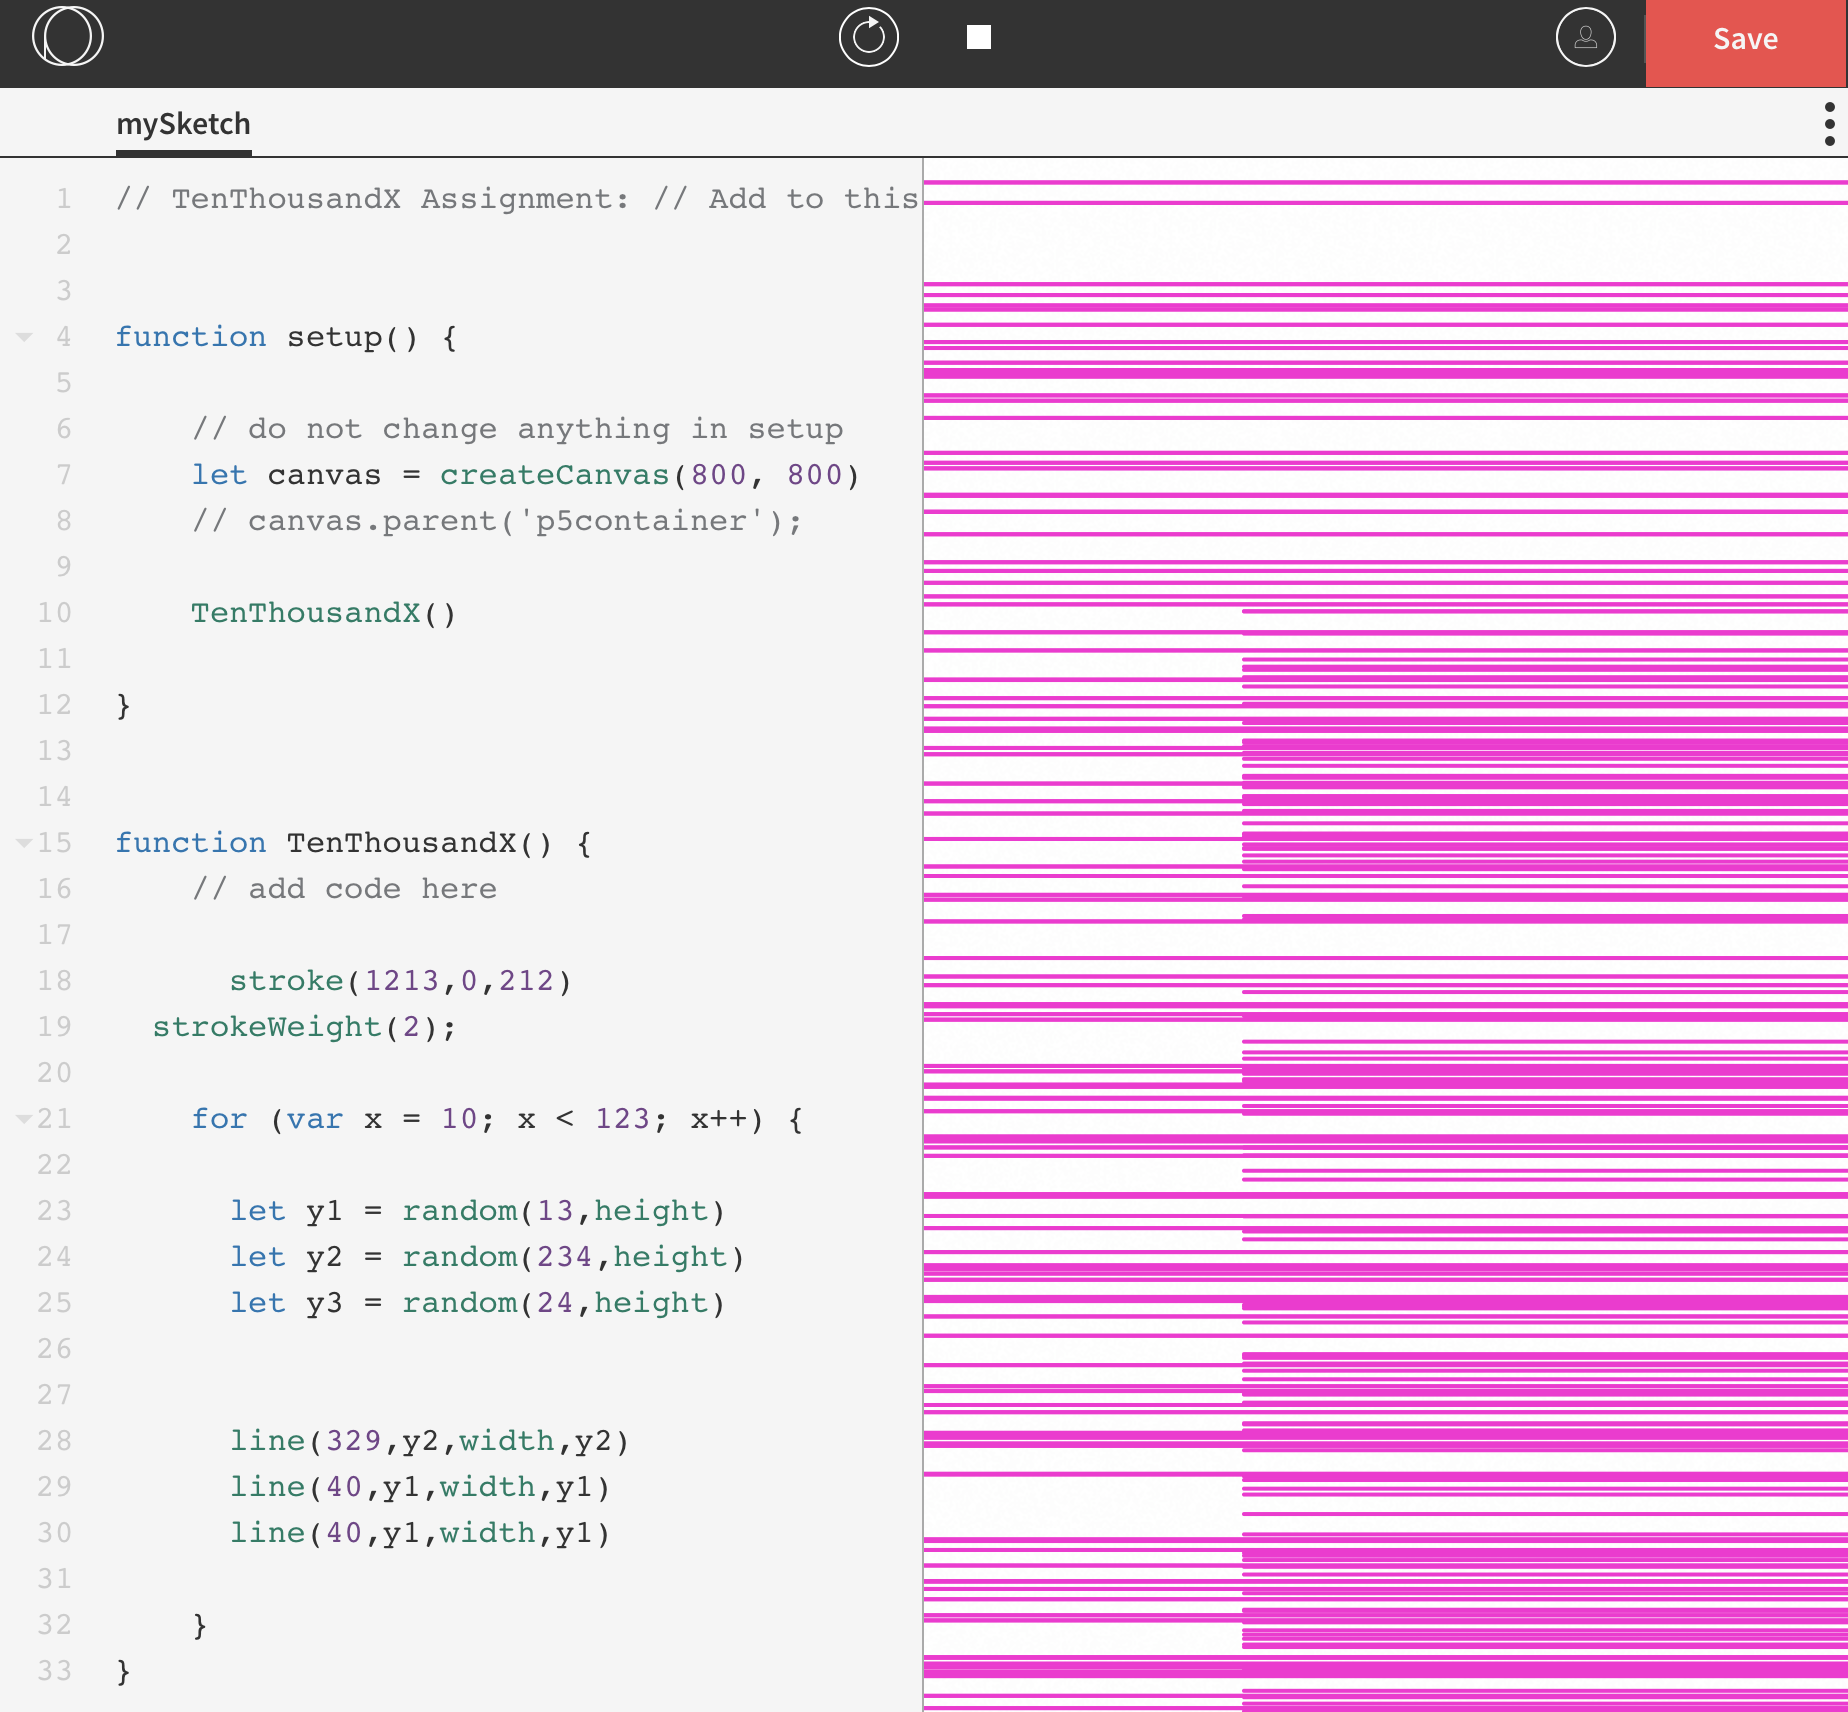 Save
mySketch
1 // TenThousandX Assignment: // Add to this
2
3
4 function setup() {
5
6 // do not change anything in setup
7 let canvas = createCanvas(800, 800)
8 // canvas.parent('p5container');
9
10 TenThousandX()
11
12 }
13
14
15 function TenThousandX() {
16 // add code here
17
18 stroke(1213,0,212)
19 strokeWeight(2);
20
21 for (var x = 10; x < 123; x++) {
22
23 let y1 = random(13,height)
24 let y2 = random(234,height)
25 let y3 = random(24,height)
26
27
28 line(329,y2,width,y2)
29 line(40,y1,width,y1)
30 line(40,y1,width,y1)
31
32 }
33 }